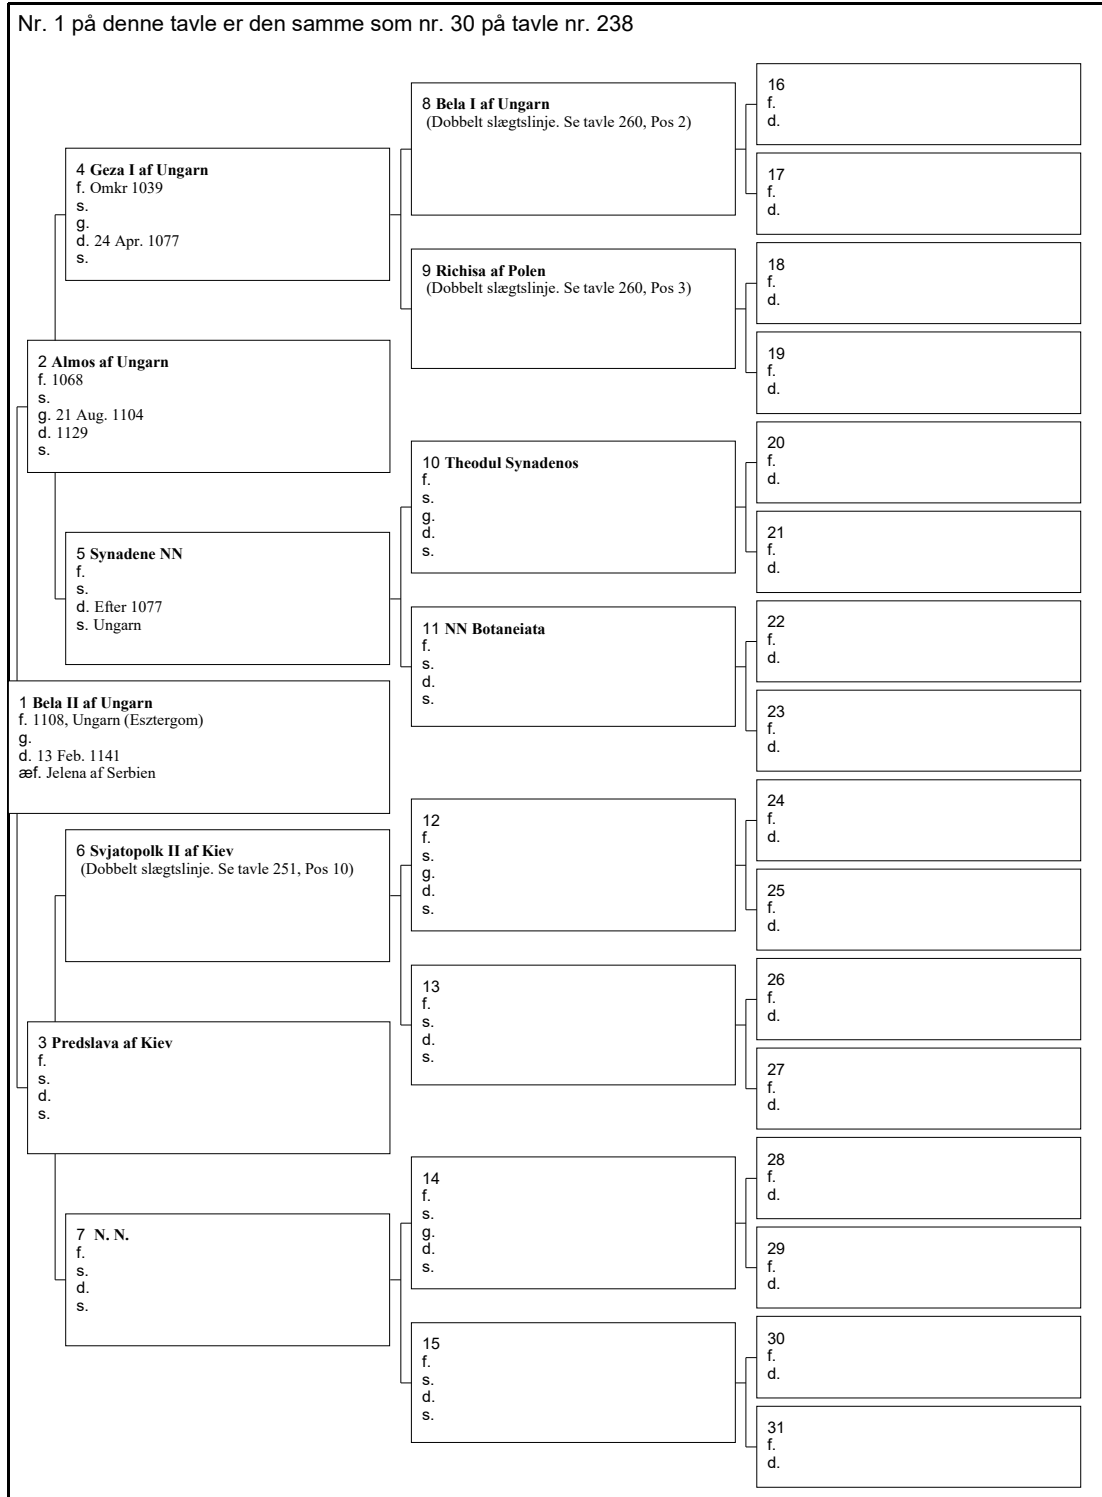 Nr. 1 på denne tavle er den samme som nr. 30 på tavle nr. 238
16
f.
d.
8 Bela I af Ungarn
(Dobbelt slægtslinje. Se tavle 260, Pos 2)
4 Geza I af Ungarn
f. Omkr 1039
s.
g.
d. 24 Apr. 1077
s.
17
f.
d.
9 Richisa af Polen
(Dobbelt slægtslinje. Se tavle 260, Pos 3)
18
f.
d.
2 Almos af Ungarn
f. 1068
s.
g. 21 Aug. 1104
d. 1129
s.
19
f.
d.
10 Theodul Synadenos
f.
s.
g.
d.
s.
20
f.
d.
21
f.
d.
5 Synadene NN
f.
s.
d. Efter 1077
s. Ungarn
11 NN Botaneiata
f.
s.
d.
s.
22
f.
d.
23
f.
d.
1 Bela II af Ungarn
f. 1108, Ungarn (Esztergom)
g.
d. 13 Feb. 1141
æf. Jelena af Serbien
24
f.
d.
12
f.
s.
g.
d.
s.
6 Svjatopolk II af Kiev
(Dobbelt slægtslinje. Se tavle 251, Pos 10)
25
f.
d.
13
f.
s.
d.
s.
26
f.
d.
3 Predslava af Kiev
f.
s.
d.
s.
27
f.
d.
14
f.
s.
g.
d.
s.
28
f.
d.
7 N. N.
f.
s.
d.
s.
29
f.
d.
15
f.
s.
d.
s.
30
f.
d.
31
f.
d.